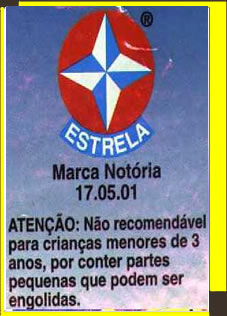 ®
ESTRELA
Marca Notória
17.05.01
ATENÇÃO: Não recomendável
para crianças menores de 3
anos, por conter partes
pequenas que podem ser
engolidas.